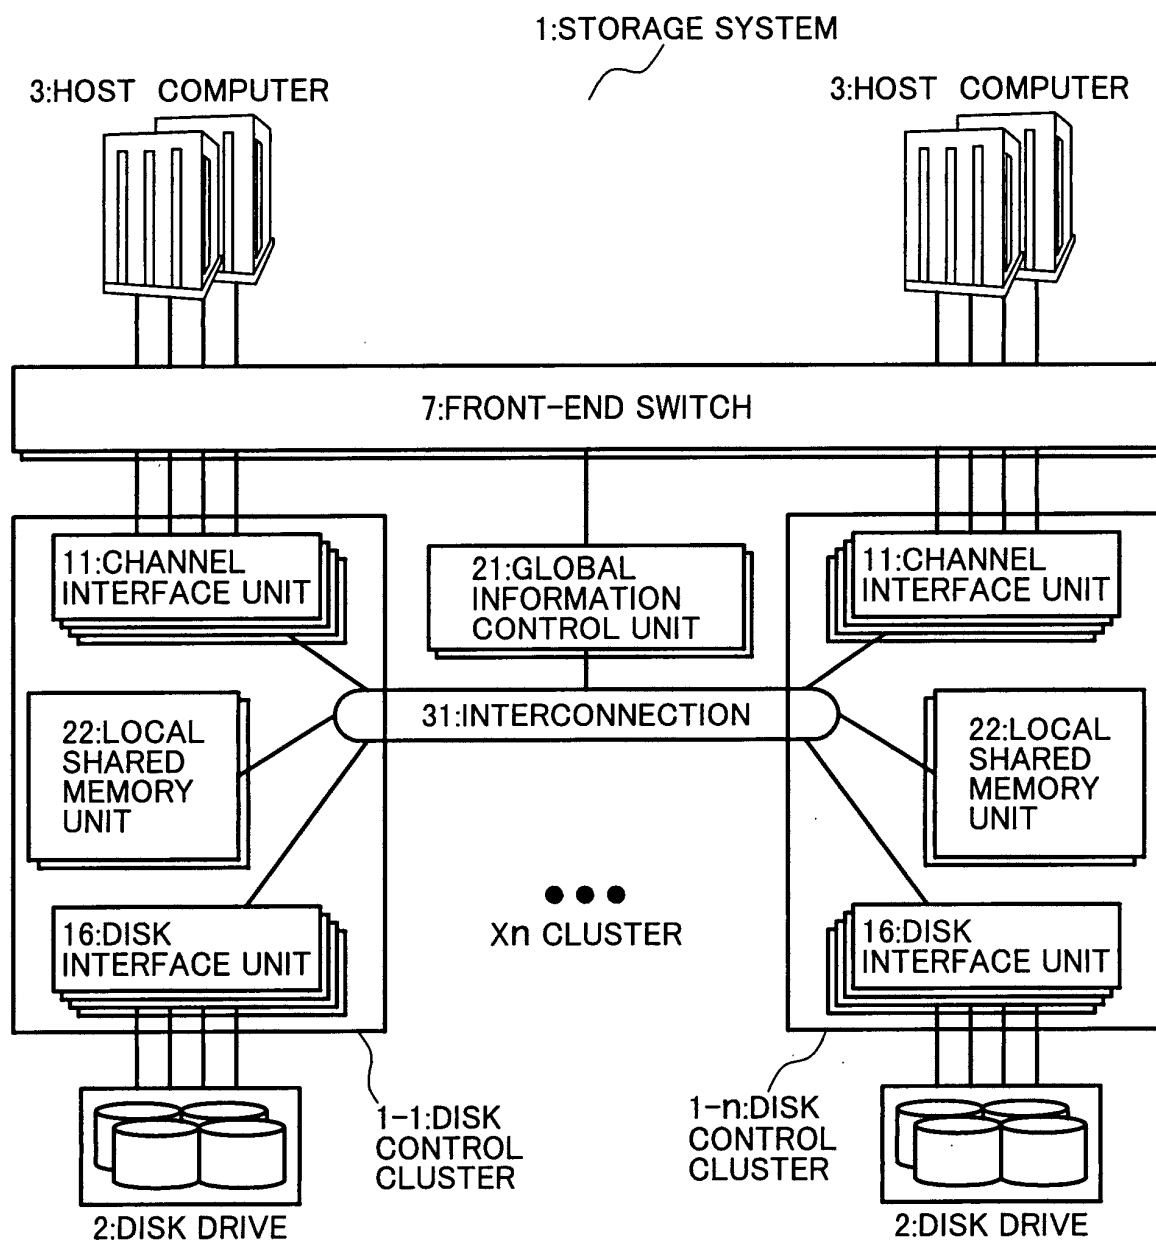 1:STORAGE SYSTEM
3:HOST COMPUTER
3:HOST COMPUTER
7:FRONT-END SWITCH
11:CHANNEL
INTERFACE UNIT
21:GLOBAL
INFORMATION
CONTROL UNIT
11:CHANNEL
INTERFACE UNIT
31:INTERCONNECTION
22:LOCAL
SHARED
MEMORY
UNIT
22:LOCAL
SHARED
MEMORY
UNIT
Xn CLUSTER
16:DISK
INTERFACE UNIT
16:DISK
INTERFACE UNIT
1-1:DISK
CONTROL
CLUSTER
1-n:DISK
CONTROL
CLUSTER
2:DISK DRIVE
2:DISK DRIVE